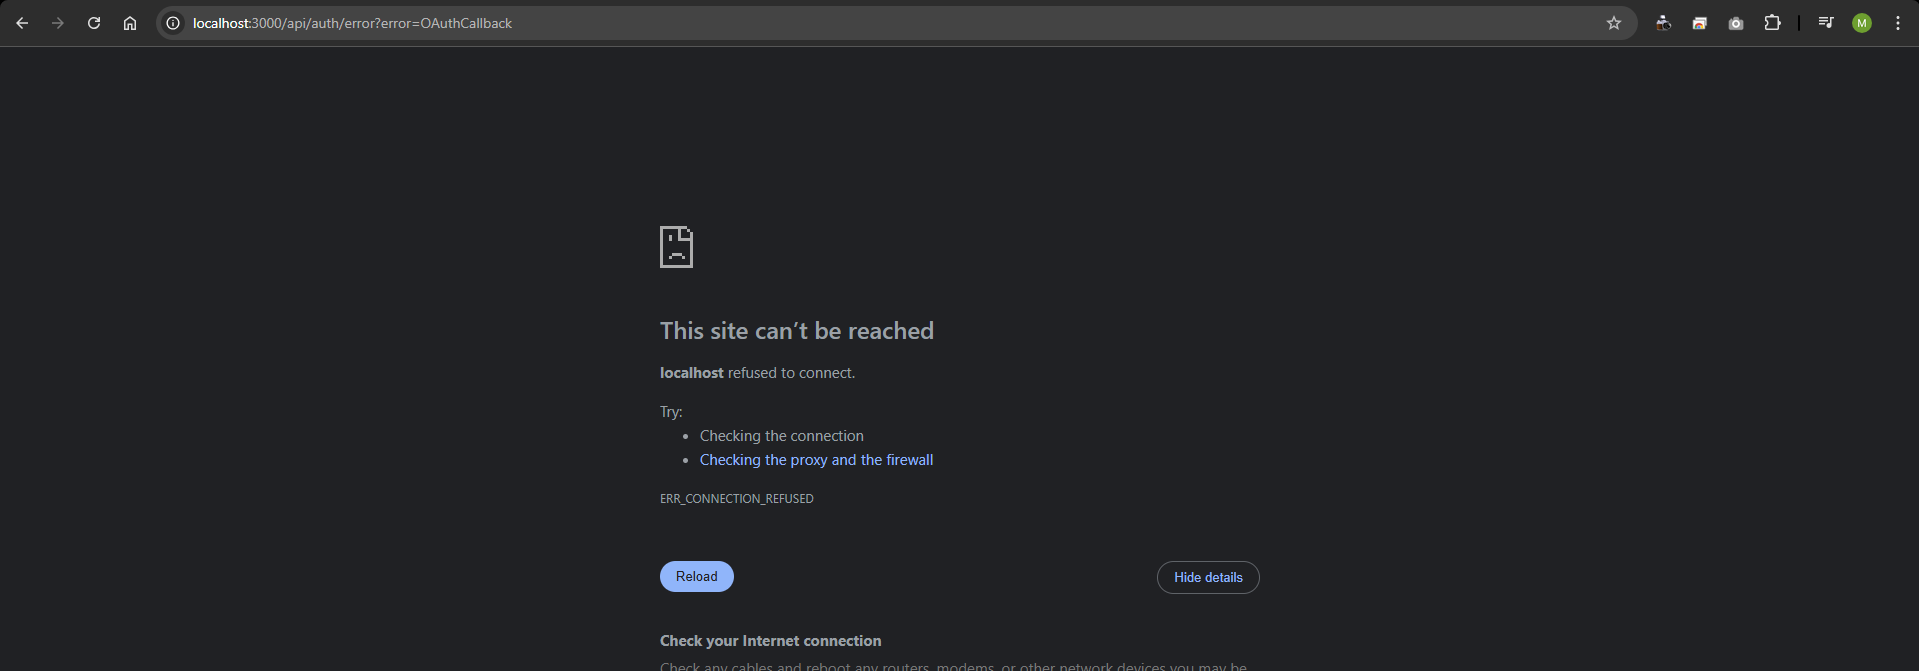 localhost:3000/api/auth/error?error=OAuthCallback
M
This site can’t be reached
localhost refused to connect.
Try:
• Checking the connection
• Checking the proxy and the firewall
ERR_CONNECTION_REFUSED
Reload
Hide details
Check your Internet connection
Check any cables and reboot any routers, modems, or other network devices you may be